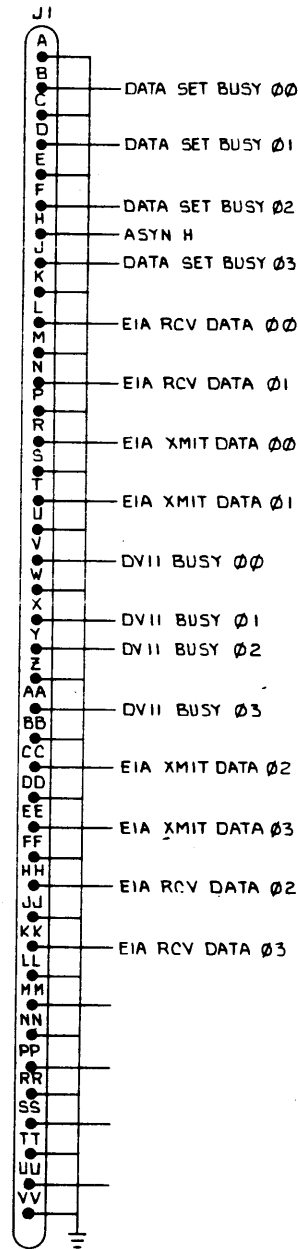 J1
A
B
DATA SET BUSY ØØ
C
D
DATA SET BUSY Ø1
E
F
DATA SET BUSY Ø2
H
ASYN H
J
DATA SET BUSY Ø3
K
L
EIA RCV DATA ØØ
M
N
EIA RCV DATA Ø1
P
R
EIA XMIT DATA ØØ
S
T
EIA XMIT DATA Ø1
U
V
DV11 BUSY ØØ
W
X
DV11 BUSY Ø1
Y
DV11 BUSY Ø2
Z
AA
DV11 BUSY Ø3
BB
CC
EIA XMIT DATA Ø2
DD
EE
EIA XMIT DATA Ø3
FF
HH
EIA RCV DATA Ø2
JJ
KK
EIA RCV DATA Ø3
LL
MM
NN
PP
RR
SS
TT
UU
VV